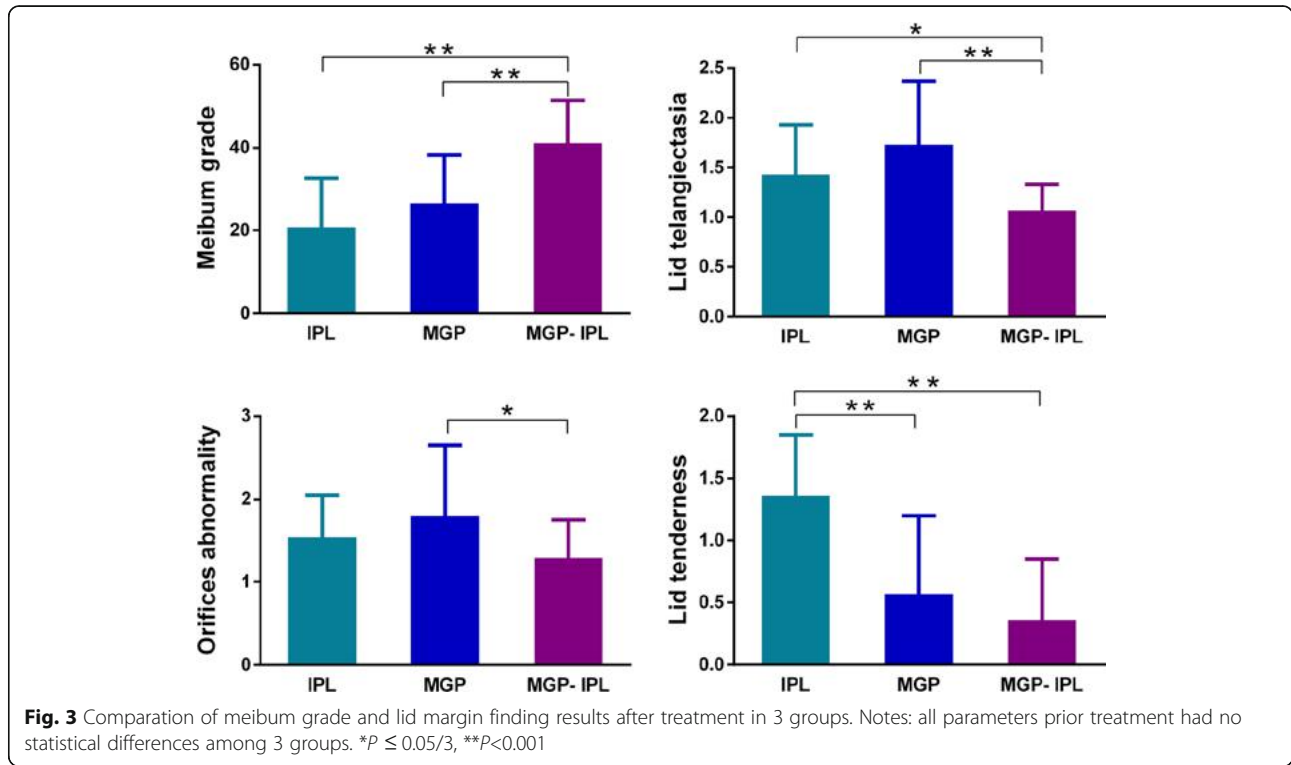 **
**
60
40
20
0
Meibum grade
IPL MGP MGP- IPL
*
**
2.5
2.0
1.5
1.0
0.5
0.0
Lid telangiectasia
IPL MGP MGP- IPL
*
3
2
1
0
Orifices abnormality
IPL MGP MGP- IPL
**
**
2.0
1.5
1.0
0.5
0.0
Lid tenderness
IPL MGP MGP- IPL
Fig. 3 Comparation of meibum grade and lid margin finding results after treatment in 3 groups. Notes: all parameters prior treatment had no
statistical differences among 3 groups. *P ≤ 0.05/3, **P<0.001